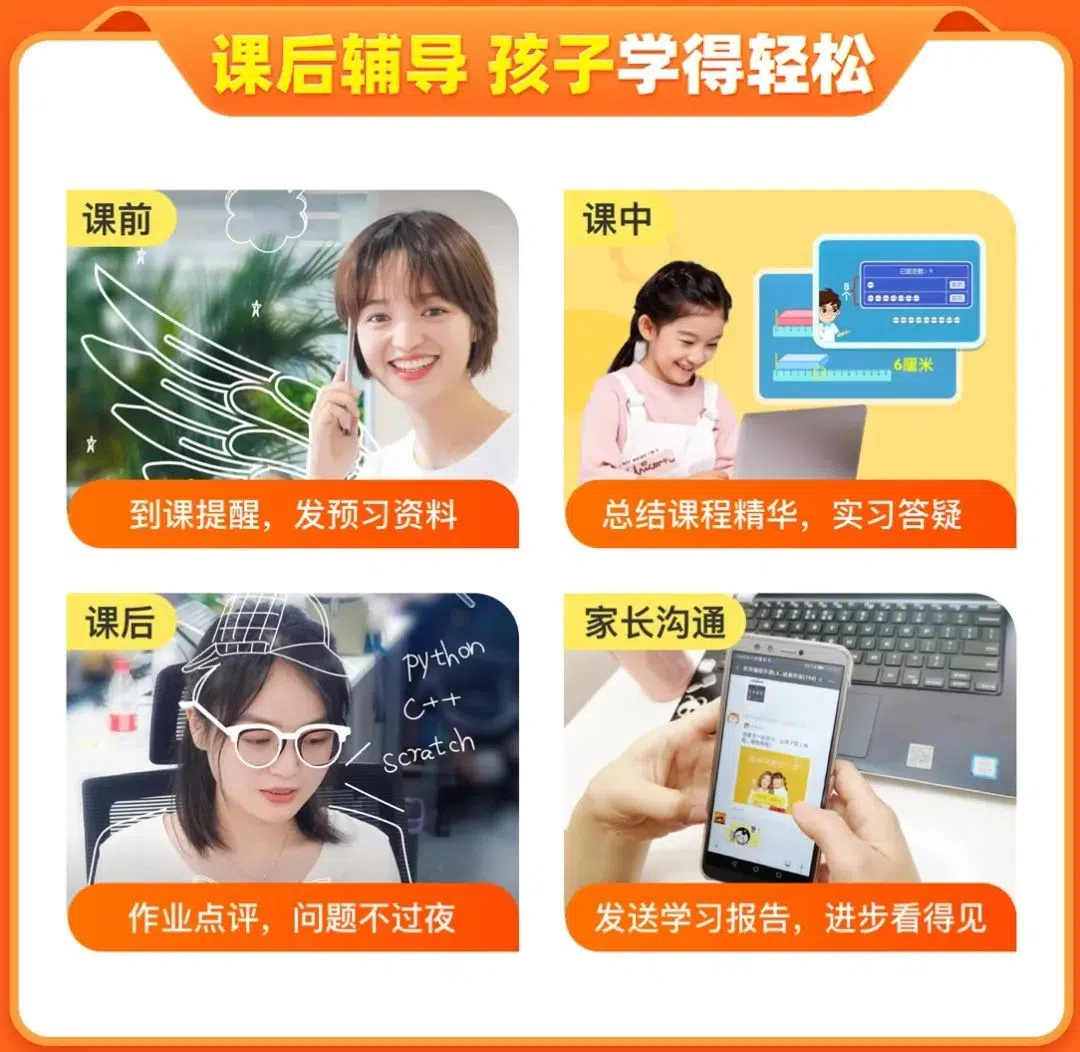 课后辅导 孩子学得轻松
课前
到课提醒，发预习资料
课中
8个
6厘米
总结课程精华，实习答疑
课后
python
C++
scratch
作业点评，问题不过夜
家长沟通
发送学习报告，进步看得见